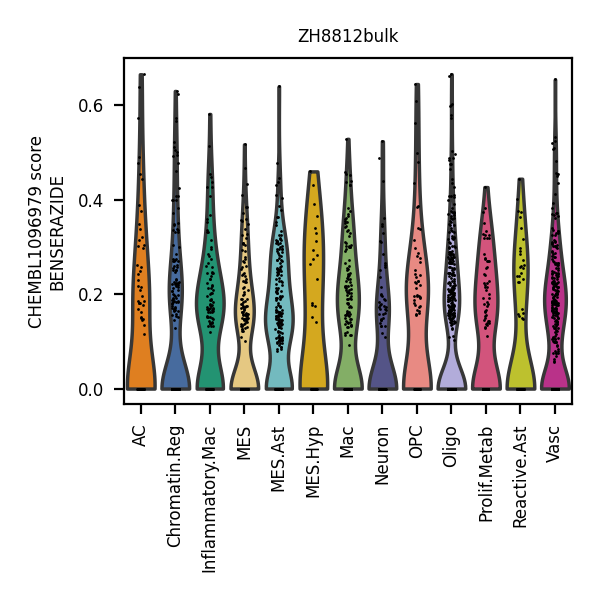 ZH8812bulk
CHEMBL1096979 score
BENSERAZIDE
0.6
0.4
0.2
0.0
AC
Chromatin.Reg
Inflammatory.Mac
MES
MES.Ast
MES.Hyp
Mac
Neuron
OPC
Oligo
Prolif.Metab
Reactive.Ast
Vasc